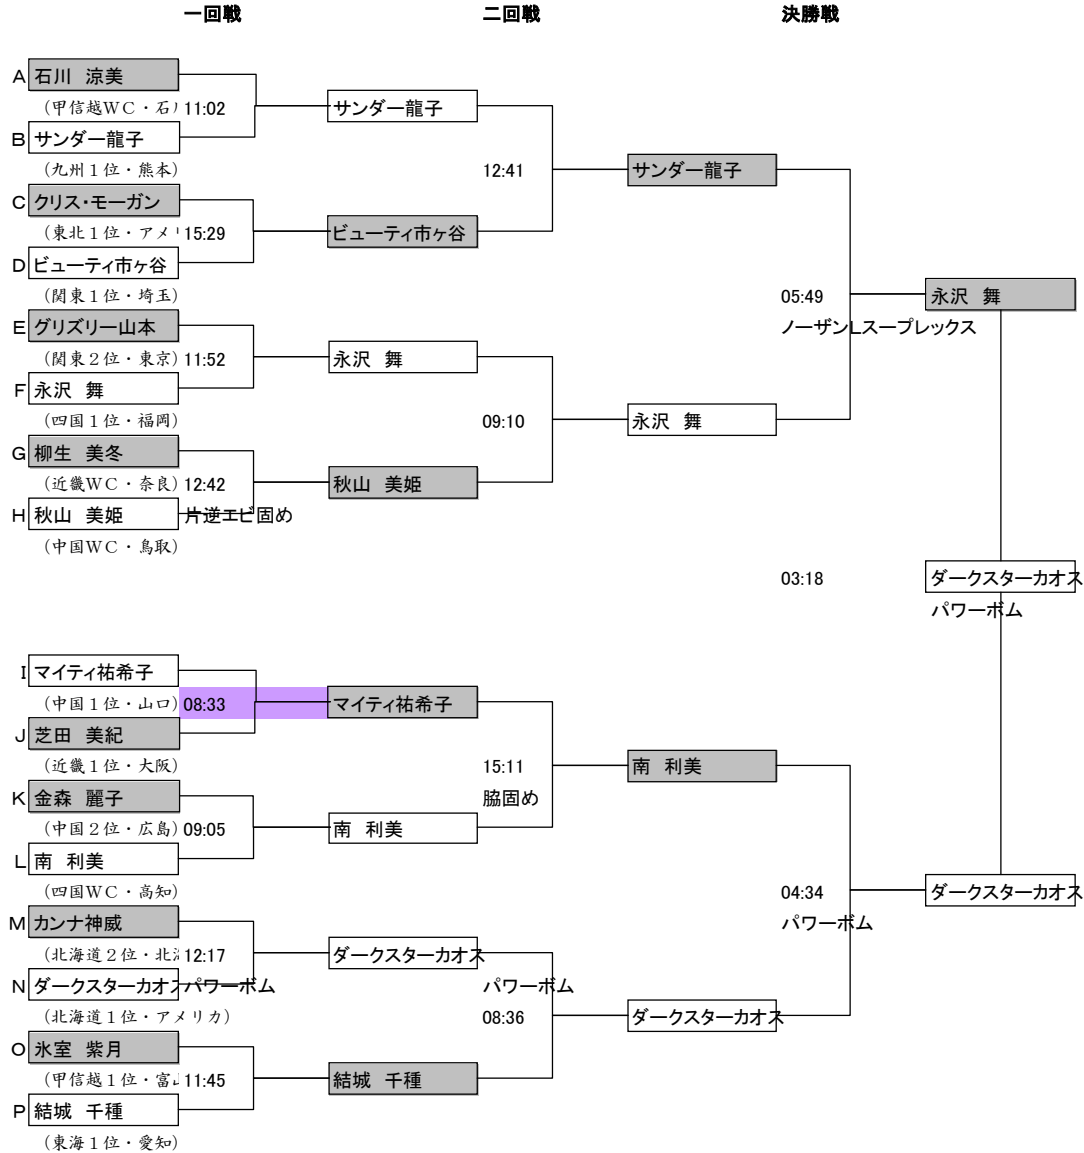 一回戦 二回戦 決勝戦
A 石川 涼美
(甲信越WC・石 11:02 サンダー龍子
B サンダー龍子
(九州1位・熊本) 12:41 サンダー龍子
C クリス・モーガン
(東北1位・アメ 15:29 ビューティ市ヶ谷
D ビューティ市ヶ谷
(関東1位・埼玉) 05:49 永沢 舞
E グリズリー山本 ノーザンLスープレックス
(関東2位・東京) 11:52 永沢 舞
F 永沢 舞
(四国1位・福岡) 09:10 永沢 舞
G 柳生 美冬
(近畿WC・奈良) 12:42 秋山 美姫
H 秋山 美姫 片逆エビ固め
(中国WC・鳥取)
03:18 ダークスターカオス
パワーボム
I マイティ祐希子
(中国1位・山口) 08:33 マイティ祐希子
J 芝田 美紀
(近畿1位・大阪) 15:11 南 利美
K 金森 麗子 脇固め
(中国2位・広島) 09:05 南 利美
L 南 利美
(四国WC・高知) 04:34 ダークスターカオス
M カンナ神威 パワーボム
(北海道2位・北 12:17 ダークスターカオス
N ダークスターカオス パワーボム パワーボム
(北海道1位・アメリカ) 08:36 ダークスターカオス
O 氷室 紫月
(甲信越1位・富 11:45 結城 千種
P 結城 千種
(東海1位・愛知)